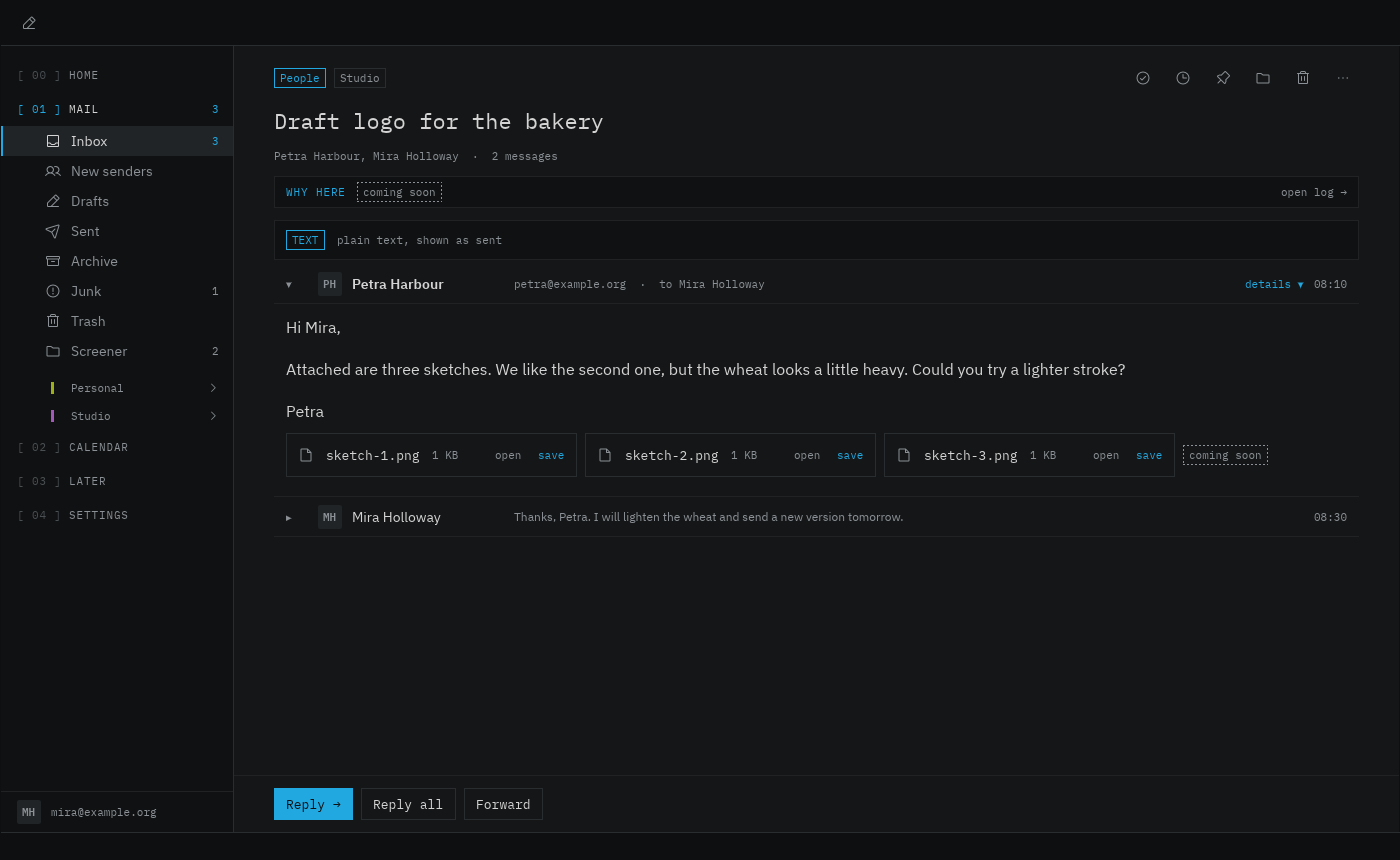 [ 00 ] HOME
[ 01 ] MAIL 3
Inbox 3
New senders
Drafts
Sent
Archive
Junk 1
Trash
Screener 2
Personal
Studio
[ 02 ] CALENDAR
[ 03 ] LATER
[ 04 ] SETTINGS
MH mira@example.org
People Studio
Draft logo for the bakery
Petra Harbour, Mira Holloway · 2 messages
WHY HERE coming soon open log →
TEXT plain text, shown as sent
▾ PH Petra Harbour petra@example.org · to Mira Holloway details ▾ 08:10
Hi Mira,
Attached are three sketches. We like the second one, but the wheat looks a little heavy. Could you try a lighter stroke?
Petra
sketch-1.png 1 KB open save sketch-2.png 1 KB open save sketch-3.png 1 KB open save coming soon
▸ MH Mira Holloway Thanks, Petra. I will lighten the wheat and send a new version tomorrow. 08:30
Reply → Reply all Forward